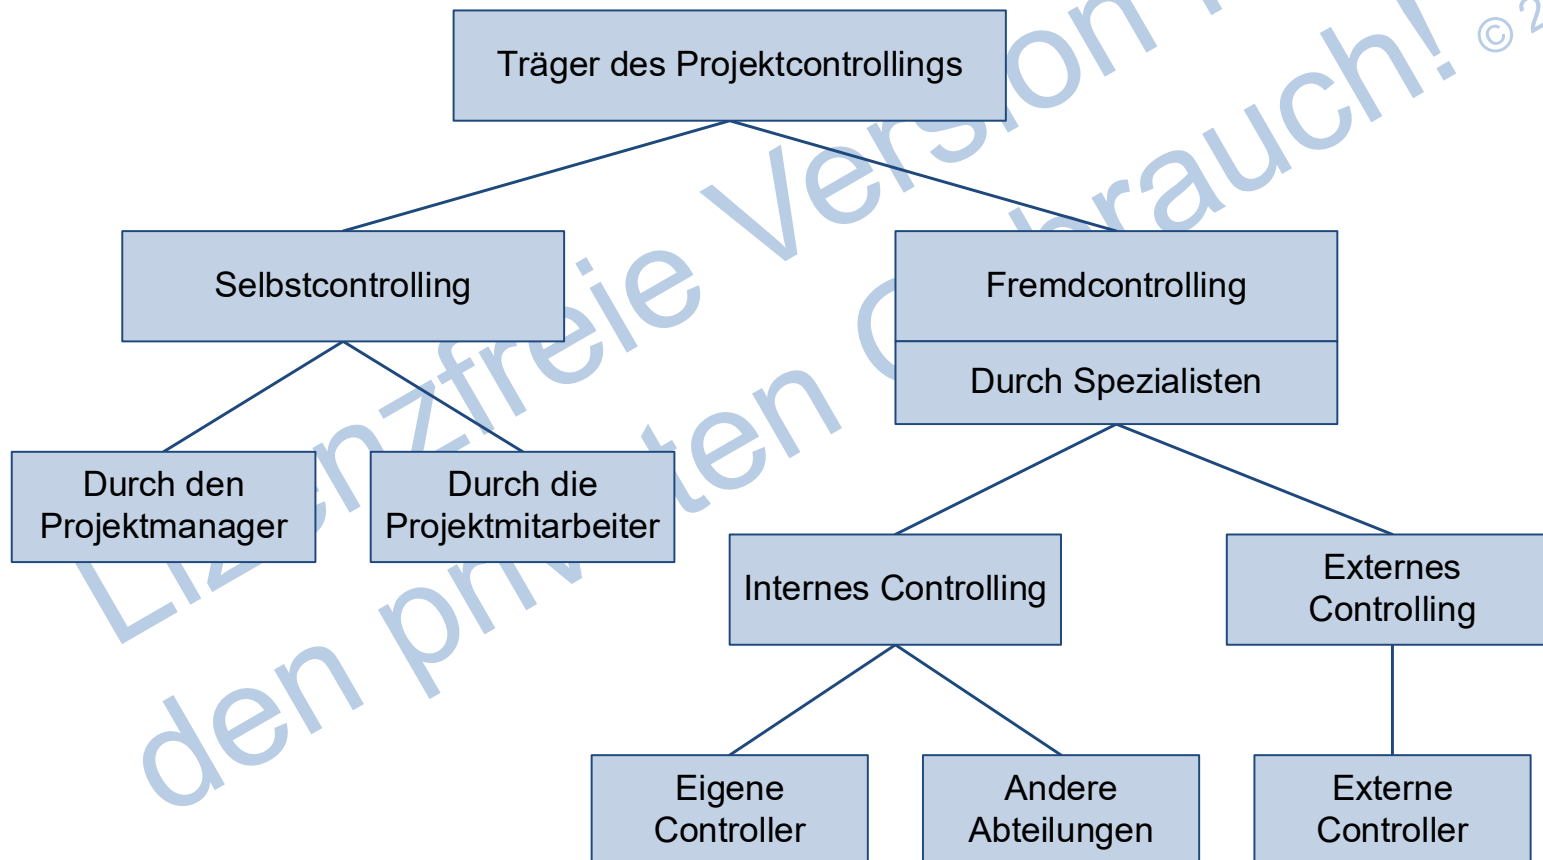 Träger des Projektcontrollings
Selbstcontrolling
Fremdcontrolling
Durch Spezialisten
Durch den
Projektmanager
Durch die
Projektmitarbeiter
Internes Controlling
Externes
Controlling
Eigene
Controller
Andere
Abteilungen
Externe
Controller
Lizenzfreie Version
den privaten Gebrauch!
© 2